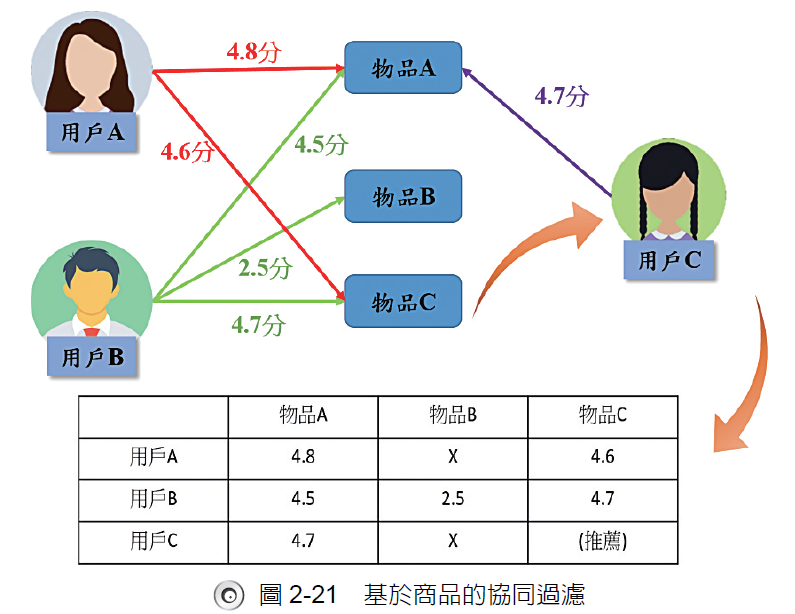 用戶A
4.8分
4.6分
物品A
4.7分
4.5分
物品B
用戶C
2.5分
物品C
4.7分
用戶B
物品A 物品B 物品C
用戶A 4.8 X 4.6
用戶B 4.5 2.5 4.7
用戶C 4.7 X (推薦)
圖 2-21 基於商品的協同過濾